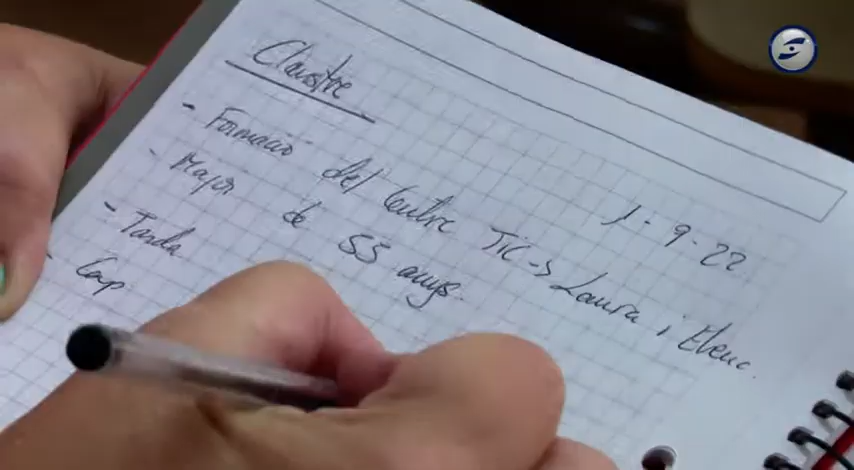 Claustre
1-9-22
- Formació del Centre TIC → Laura i Elena.
- Major de 55 anys.
- Tarda
- Cap